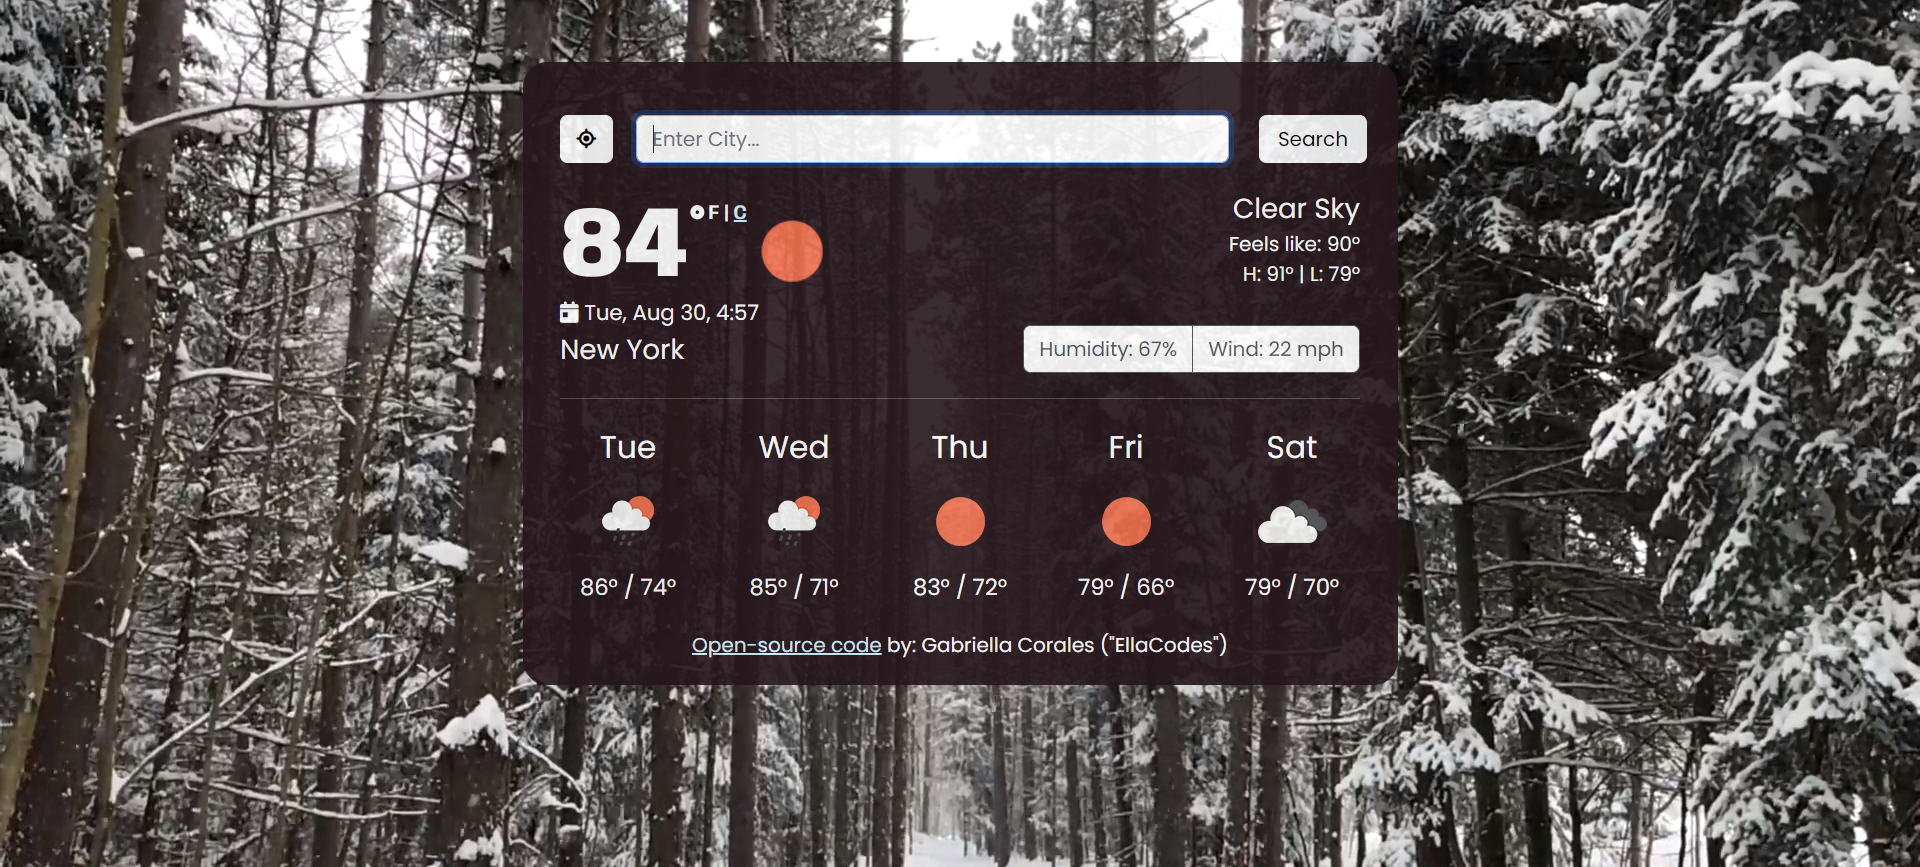 Enter City...
Search
84 °F | C
Clear Sky
Feels like: 90°
H: 91° | L: 79°
Tue, Aug 30, 4:57
New York
Humidity: 67%
Wind: 22 mph
Tue
Wed
Thu
Fri
Sat
86° / 74°
85° / 71°
83° / 72°
79° / 66°
79° / 70°
Open-source code by: Gabriella Corales ("EllaCodes")